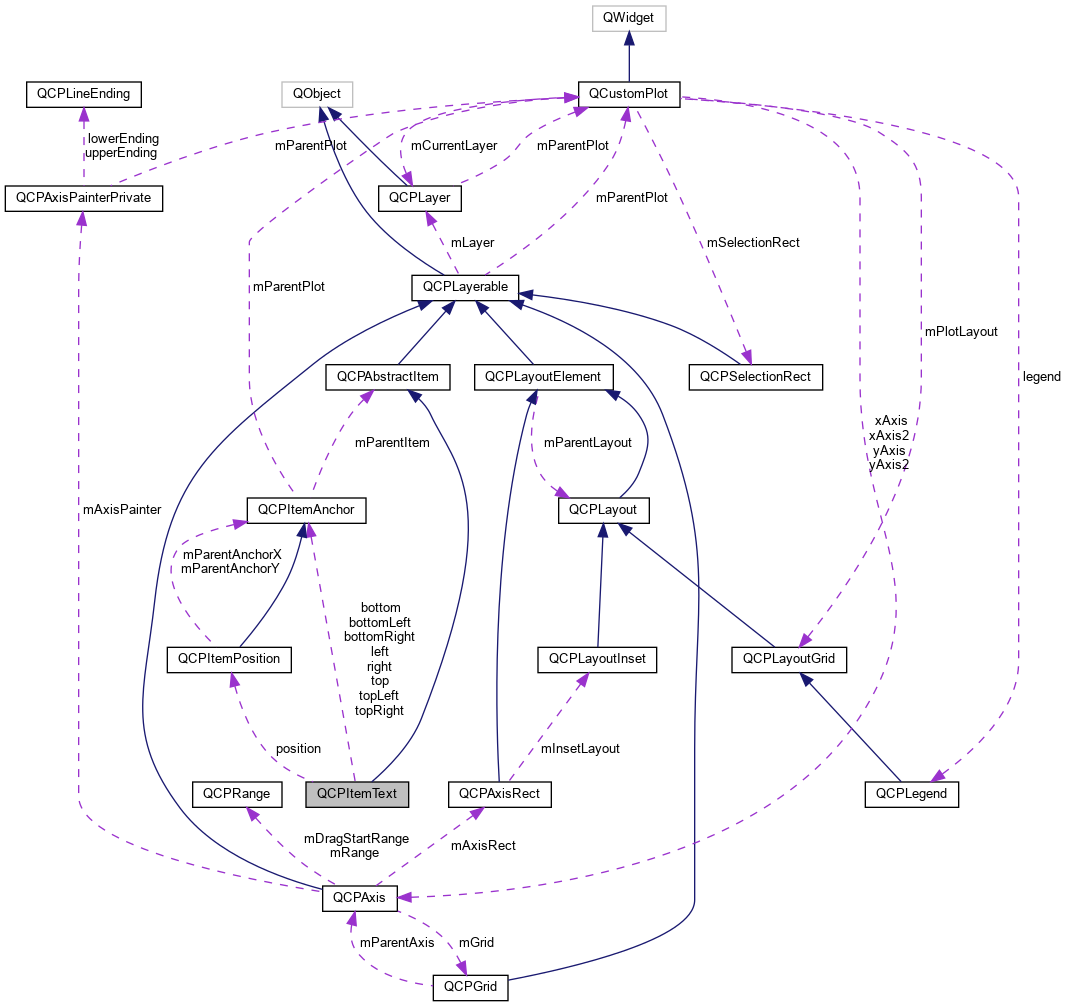 QWidget
QCPLineEnding
QObject
QCustomPlot
lowerEnding
upperEnding
mParentPlot
mCurrentLayer
mParentPlot
QCPAxisPainterPrivate
QCPLayer
mParentPlot
mLayer
mSelectionRect
mParentPlot
QCPLayerable
mPlotLayout
QCPAbstractItem
QCPLayoutElement
QCPSelectionRect
legend
mParentItem
mParentLayout
xAxis
xAxis2
yAxis
yAxis2
mAxisPainter
QCPItemAnchor
QCPLayout
mParentAnchorX
mParentAnchorY
bottom
bottomLeft
bottomRight
left
right
top
topLeft
topRight
QCPItemPosition
QCPLayoutInset
QCPLayoutGrid
position
mInsetLayout
QCPRange
QCPItemText
QCPAxisRect
QCPLegend
mDragStartRange
mRange
mAxisRect
QCPAxis
mParentAxis
mGrid
QCPGrid